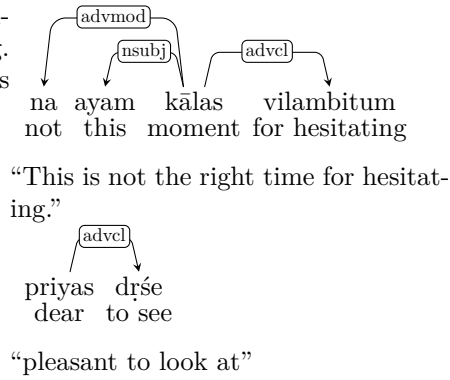 advmod
nsubj
advcl
na ayam kālas vilambitum
not this moment for hesitating
“This is not the right time for hesitat-
ing.”
advcl
priyas dṛśe
dear to see
“pleasant to look at”